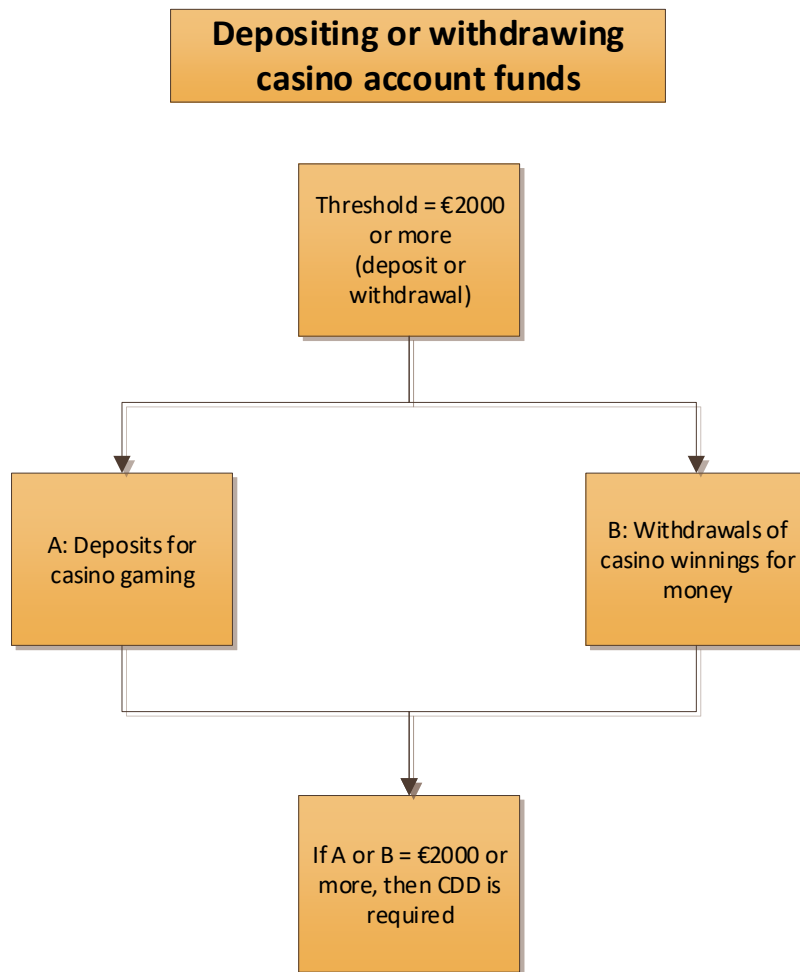 Depositing or withdrawing
casino account funds
Threshold = €2000
or more
(deposit or
withdrawal)
A: Deposits for
casino gaming
B: Withdrawals of
casino winnings for
money
If A or B = €2000 or
more, then CDD is
required